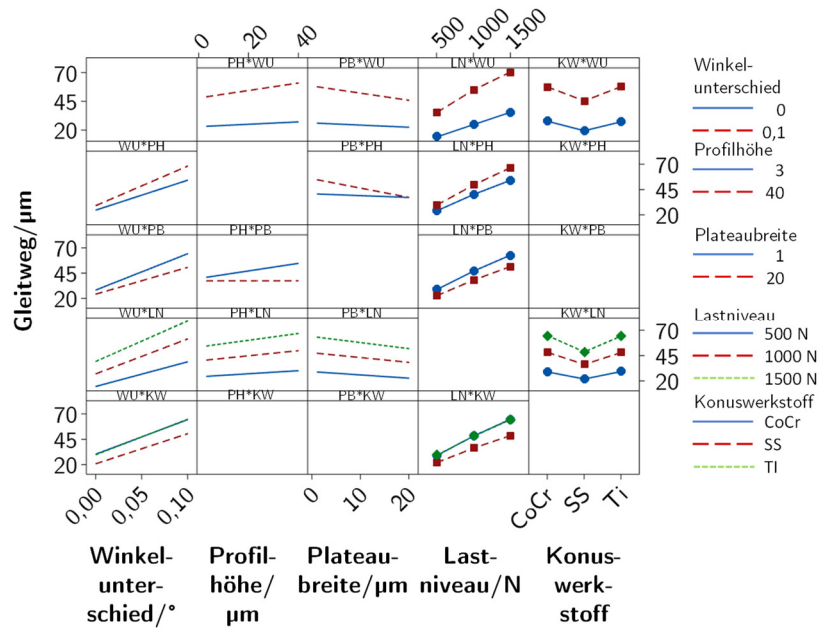 0 20 40 500 1000 1500
PH*WU PB*WU LN*WU KW*WU
70
45
20
Winkel-
unterschied
0
0,1
WU*PH PB*PH LN*PH KW*PH
70
45
20
Profilhöhe
3
40
WU*PB PH*PB LN*PB KW*PB
70
45
20
Plateaubreite
1
20
WU*LN PH*LN PB*LN KW*LN
70
45
20
Lastniveau
500 N
1000 N
1500 N
WU*KW PH*KW PB*KW LN*KW
70
45
20
Konuswerkstoff
CoCr
SS
TI
Gleitweg/µm
0,00 0,05 0,10 0 10 20 CoCr SS Ti
Winkel-
unter-
schied/°
Profil-
höhe/
µm
Plateau-
breite/µm
Last-
niveau/N
Konus-
werk-
stoff